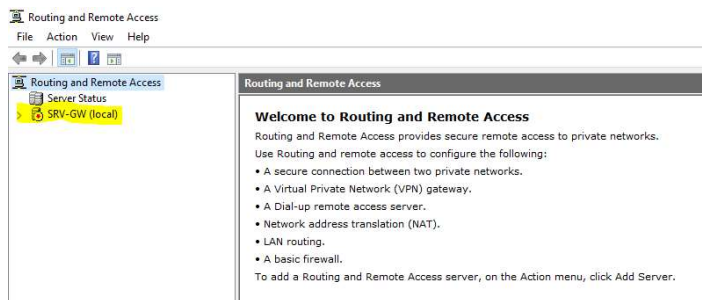 Routing and Remote Access
File Action View Help
Routing and Remote Access
Server Status
SRV-GW (local)
Routing and Remote Access
Welcome to Routing and Remote Access
Routing and Remote Access provides secure remote access to private networks.
Use Routing and remote access to configure the following:
• A secure connection between two private networks.
• A Virtual Private Network (VPN) gateway.
• A Dial-up remote access server.
• Network address translation (NAT).
• LAN routing.
• A basic firewall.
To add a Routing and Remote Access server, on the Action menu, click Add Server.